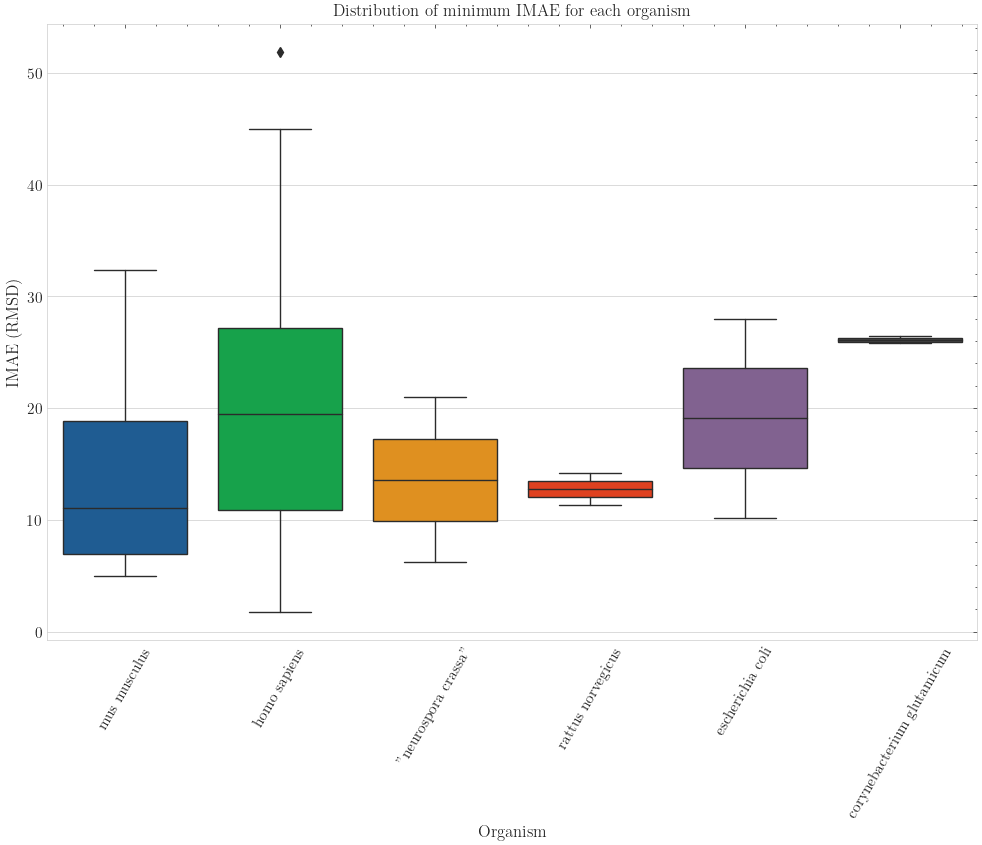 Distribution of minimum IMAE for each organism
IMAE (RMSD)
50
40
30
20
10
0
mus musculus
homo sapiens
”neurospora crassa”
rattus norvegicus
escherichia coli
corynebacterium glutamicum
Organism